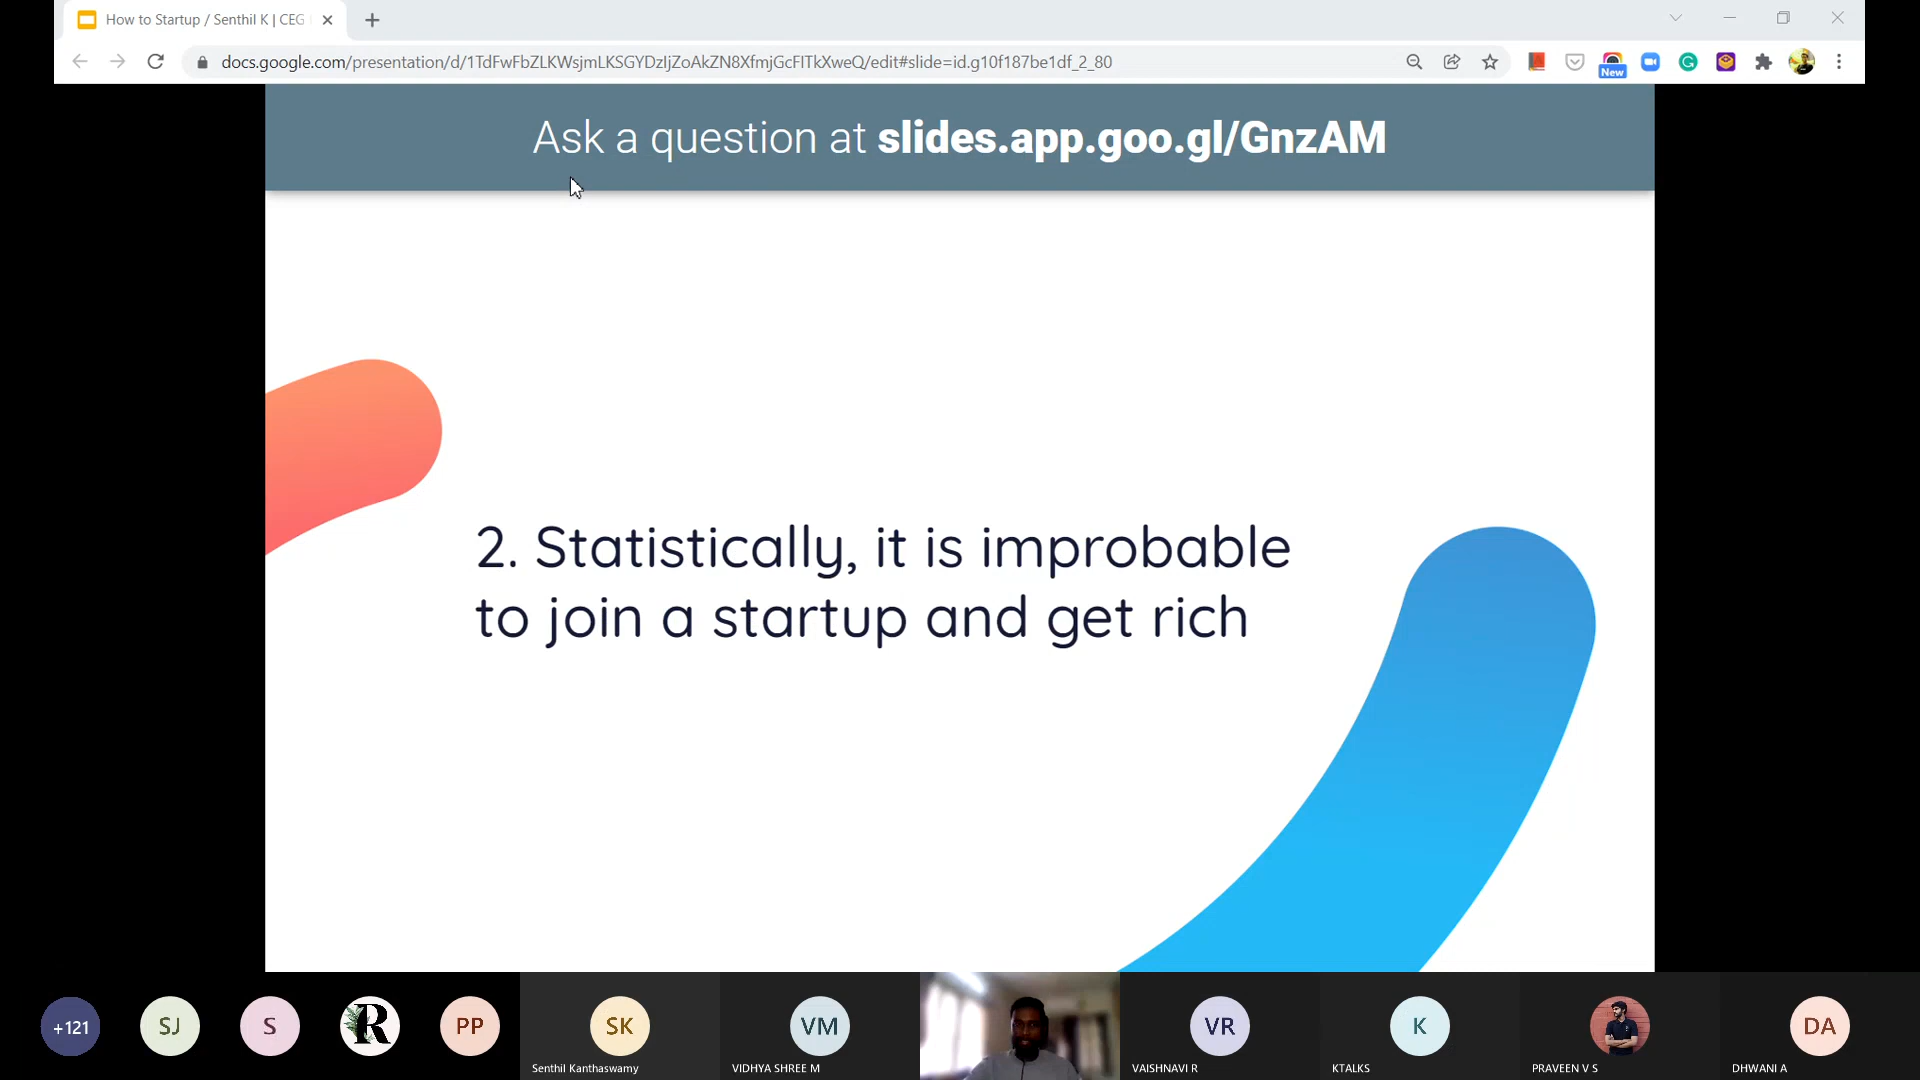 How to Startup / Senthil K | CEG
docs.google.com/presentation/d/1TdFwFbZLKWsjmLKSGYDzIjZoAkZN8XfmjGcFITkXweQ/edit#slide=id.g10f187be1df_2_80
New
Ask a question at slides.app.goo.gl/GnzAM
2. Statistically, it is improbable
to join a startup and get rich
+121
SJ
S
R
PP
SK
VM
VR
K
DA
Senthil Kanthaswamy
VIDHYA SHREE M
VAISHNAVI R
KTALKS
PRAVEEN V S
DHWANI A